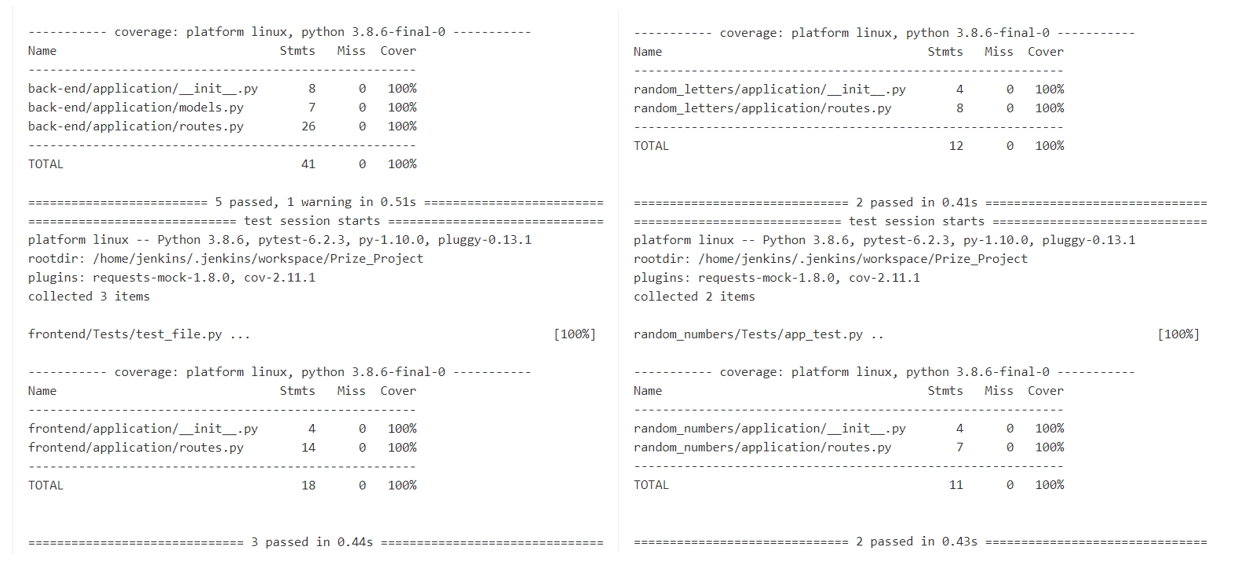 ----------- coverage: platform linux, python 3.8.6-final-0 -----------
Name                               Stmts   Miss  Cover
------------------------------------------------------
back-end/application/__init__.py       8      0   100%
back-end/application/models.py         7      0   100%
back-end/application/routes.py        26      0   100%
------------------------------------------------------
TOTAL                                 41      0   100%
========================= 5 passed, 1 warning in 0.51s =========================
============================= test session starts ==============================
platform linux -- Python 3.8.6, pytest-6.2.3, py-1.10.0, pluggy-0.13.1
rootdir: /home/jenkins/.jenkins/workspace/Prize_Project
plugins: requests-mock-1.8.0, cov-2.11.1
collected 3 items
frontend/Tests/test_file.py ...                                          [100%]
----------- coverage: platform linux, python 3.8.6-final-0 -----------
Name                               Stmts   Miss  Cover
------------------------------------------------------
frontend/application/__init__.py       4      0   100%
frontend/application/routes.py        14      0   100%
------------------------------------------------------
TOTAL                                 18      0   100%
============================== 3 passed in 0.44s ===============================
----------- coverage: platform linux, python 3.8.6-final-0 -----------
Name                                     Stmts   Miss  Cover
------------------------------------------------------------
random_letters/application/__init__.py       4      0   100%
random_letters/application/routes.py         8      0   100%
------------------------------------------------------------
TOTAL                                       12      0   100%
============================== 2 passed in 0.41s ===============================
============================= test session starts ==============================
platform linux -- Python 3.8.6, pytest-6.2.3, py-1.10.0, pluggy-0.13.1
rootdir: /home/jenkins/.jenkins/workspace/Prize_Project
plugins: requests-mock-1.8.0, cov-2.11.1
collected 2 items
random_numbers/Tests/app_test.py ..                                      [100%]
----------- coverage: platform linux, python 3.8.6-final-0 -----------
Name                                     Stmts   Miss  Cover
------------------------------------------------------------
random_numbers/application/__init__.py       4      0   100%
random_numbers/application/routes.py         7      0   100%
------------------------------------------------------------
TOTAL                                       11      0   100%
============================== 2 passed in 0.43s ===============================